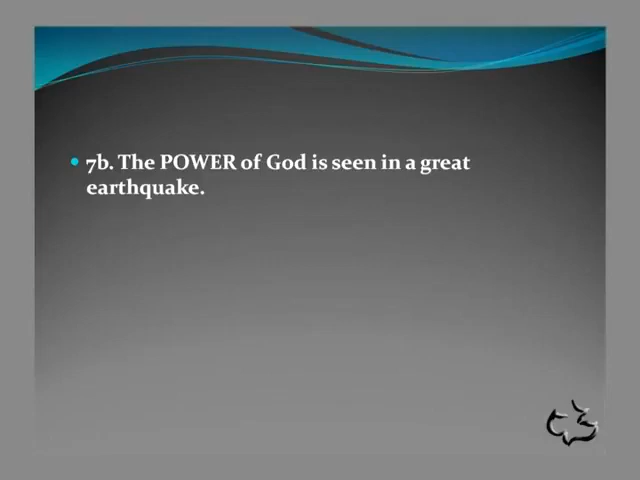 • 7b. The POWER of God is seen in a great
earthquake.